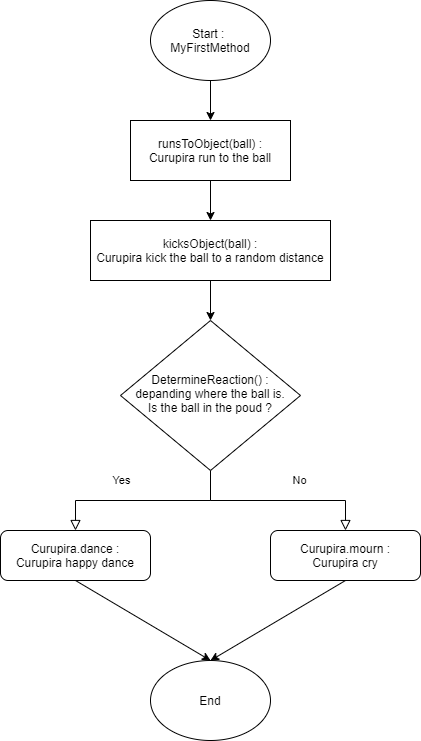 Start :
MyFirstMethod
runsToObject(ball) :
Curupira run to the ball
kicksObject(ball) :
Curupira kick the ball to a random distance
DetermineReaction() :
depanding where the ball is.
Is the ball in the poud ?
Yes
No
Curupira.dance :
Curupira happy dance
Curupira.mourn :
Curupira cry
End